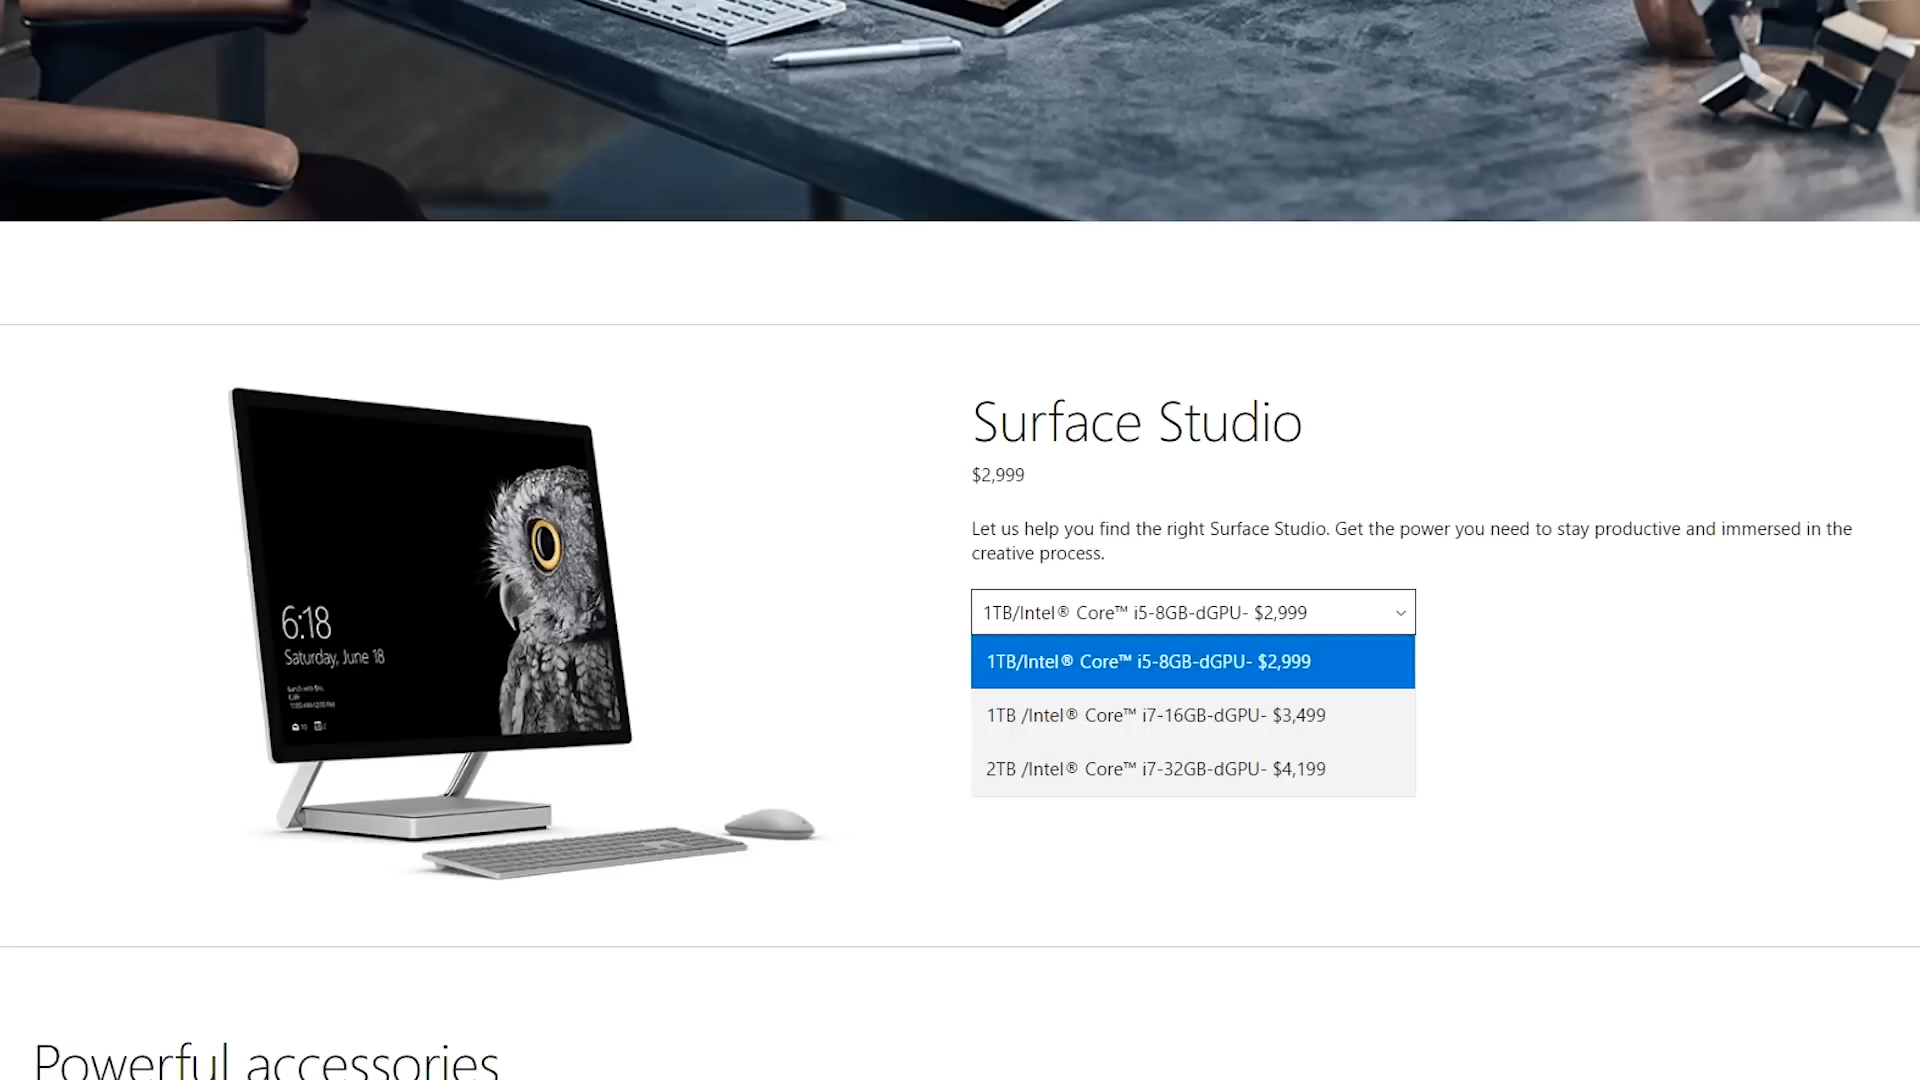 Surface Studio
$2,999
Let us help you find the right Surface Studio. Get the power you need to stay productive and immersed in the
creative process.
1TB/Intel® Core™ i5-8GB-dGPU- $2,999
1TB/Intel® Core™ i5-8GB-dGPU- $2,999
1TB /Intel® Core™ i7-16GB-dGPU- $3,499
2TB /Intel® Core™ i7-32GB-dGPU- $4,199
6:18
Saturday, June 18
Powerful accessories